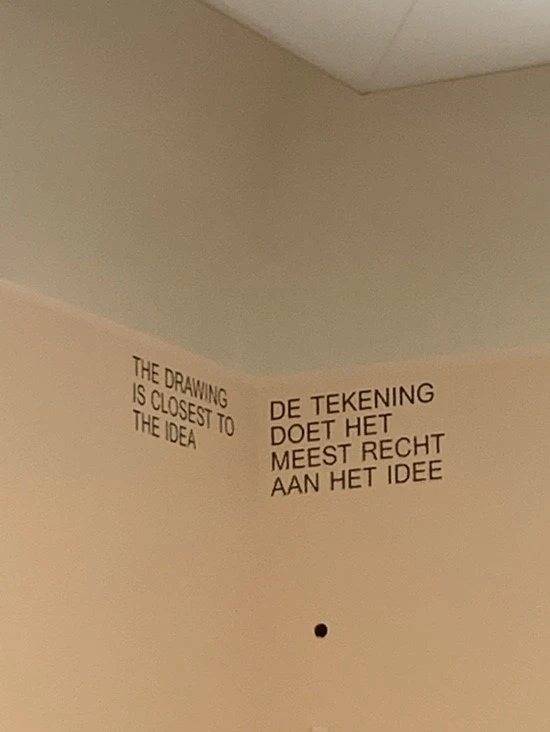 THE DRAWING
IS CLOSEST TO
THE IDEA
DE TEKENING
DOET HET
MEEST RECHT
AAN HET IDEE